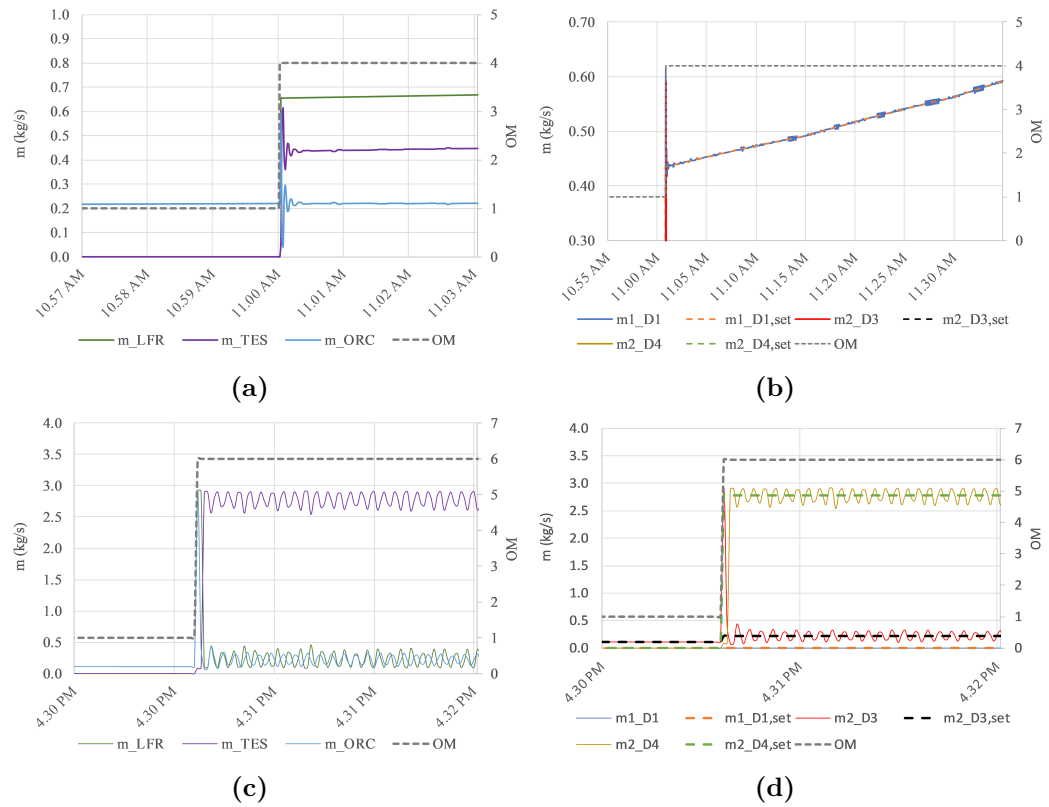 1.0
0.9
0.8
0.7
0.6
0.5
0.4
0.3
0.2
0.1
0.0
m (kg/s)
5
4
3
2
1
0
OM
10.57 AM
10.58 AM
10.59 AM
11.00 AM
11.01 AM
11.02 AM
11.03 AM
m_LFR m_TES m_ORC OM
(a)
0.70
0.60
0.50
0.40
0.30
m (kg/s)
5
4
3
2
1
0
OM
10.55 AM
11.00 AM
11.05 AM
11.10 AM
11.15 AM
11.20 AM
11.25 AM
11.30 AM
m1_D1 m1_D1,set m2_D3 m2_D3,set
m2_D4 m2_D4,set OM
(b)
4.0
3.5
3.0
2.5
2.0
1.5
1.0
0.5
0.0
m (kg/s)
7
6
5
4
3
2
1
0
OM
4.30 PM
4.30 PM
4.31 PM
4.31 PM
4.32 PM
m_LFR m_TES m_ORC OM
(c)
4.0
3.5
3.0
2.5
2.0
1.5
1.0
0.5
0.0
m (kg/s)
7
6
5
4
3
2
1
0
OM
4.30 PM
4.31 PM
4.32 PM
m1_D1 m1_D1,set m2_D3 m2_D3,set
m2_D4 m2_D4,set OM
(d)